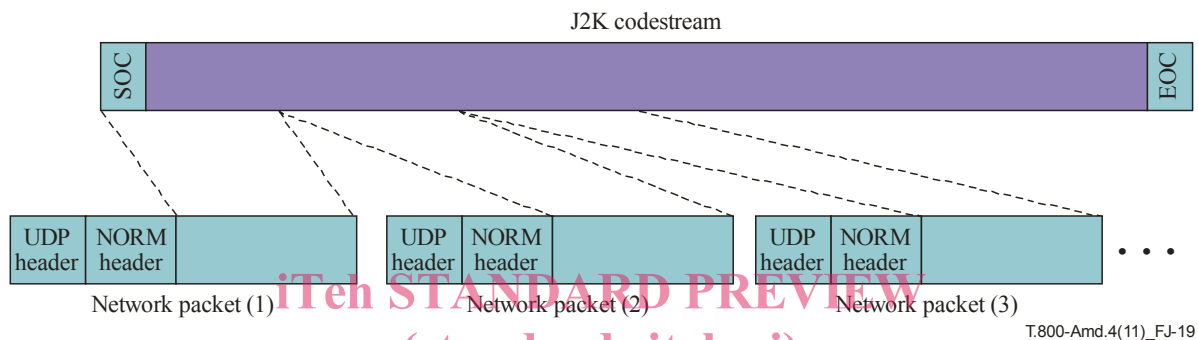 J2K codestream
SOC
EOC
UDP header
NORM header
UDP header
NORM header
UDP header
NORM header
. . .
Network packet (1)
Network packet (2)
Network packet (3)
iTeh STANDARD PREVIEW
T.800-Amd.4(11)_FJ-19